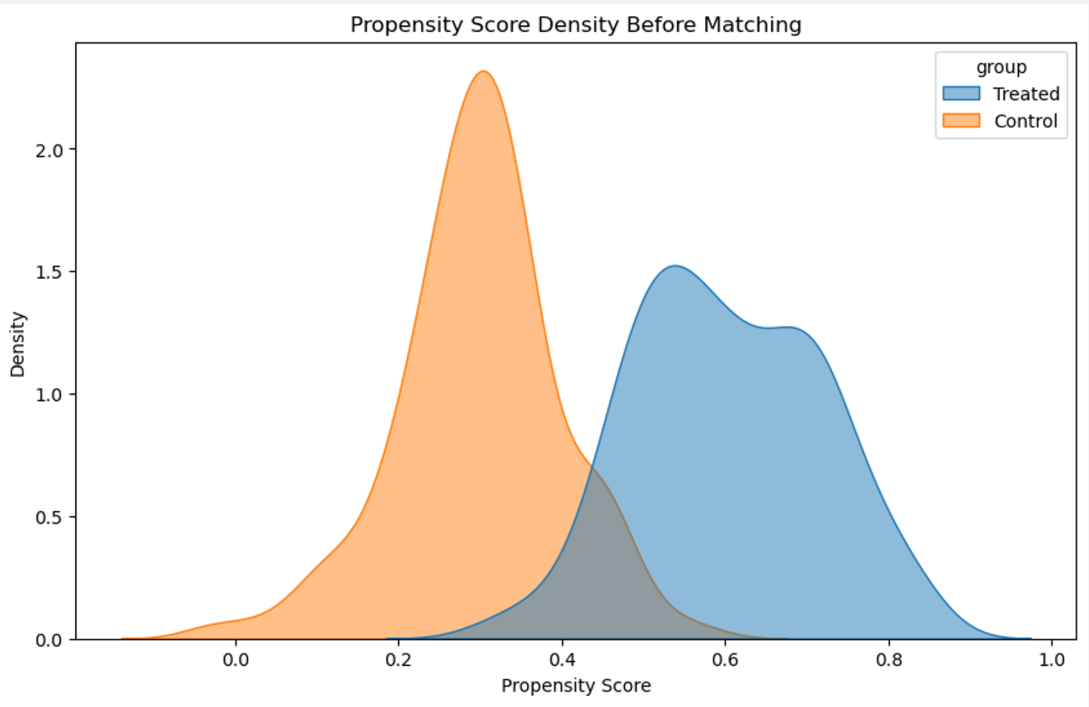 Propensity Score Density Before Matching
group
Treated
Control
Density
2.0
1.5
1.0
0.5
0.0
0.0 0.2 0.4 0.6 0.8 1.0
Propensity Score